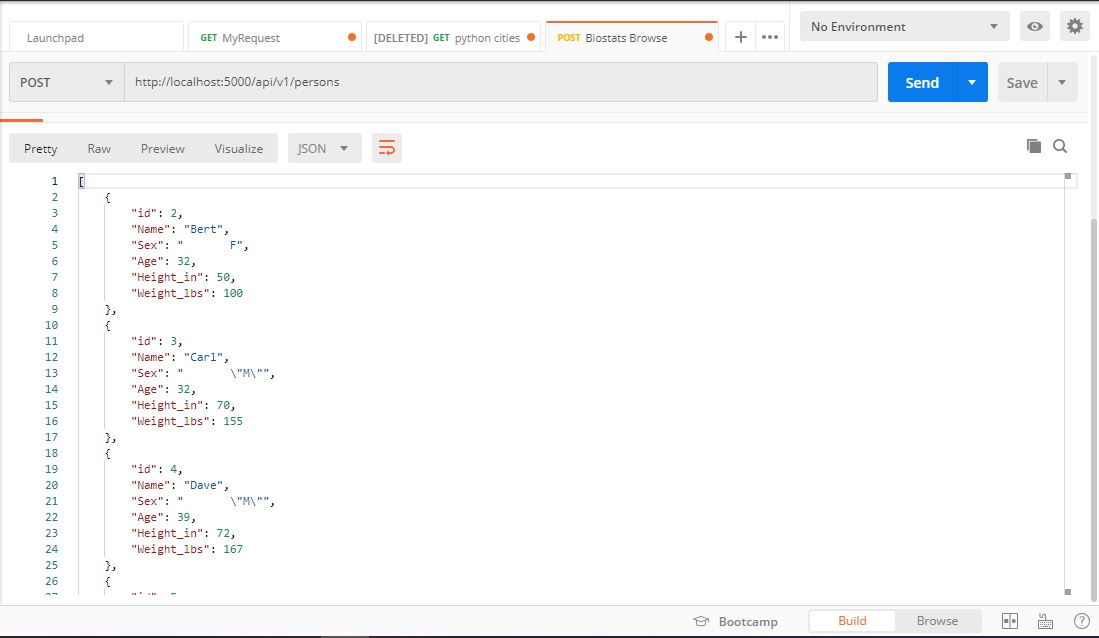 Launchpad
GET MyRequest
[DELETED] GET python cities
POST Biostats Browse
No Environment
POST
http://localhost:5000/api/v1/persons
Send
Save
Pretty
Raw
Preview
Visualize
JSON
1 [
2 {
3 "id": 2,
4 "Name": "Bert",
5 "Sex": "       F",
6 "Age": 32,
7 "Height_in": 50,
8 "Weight_lbs": 100
9 },
10 {
11 "id": 3,
12 "Name": "Carl",
13 "Sex": "       \"M\"",
14 "Age": 32,
15 "Height_in": 70,
16 "Weight_lbs": 155
17 },
18 {
19 "id": 4,
20 "Name": "Dave",
21 "Sex": "       \"M\"",
22 "Age": 39,
23 "Height_in": 72,
24 "Weight_lbs": 167
25 },
26 {
Bootcamp
Build
Browse